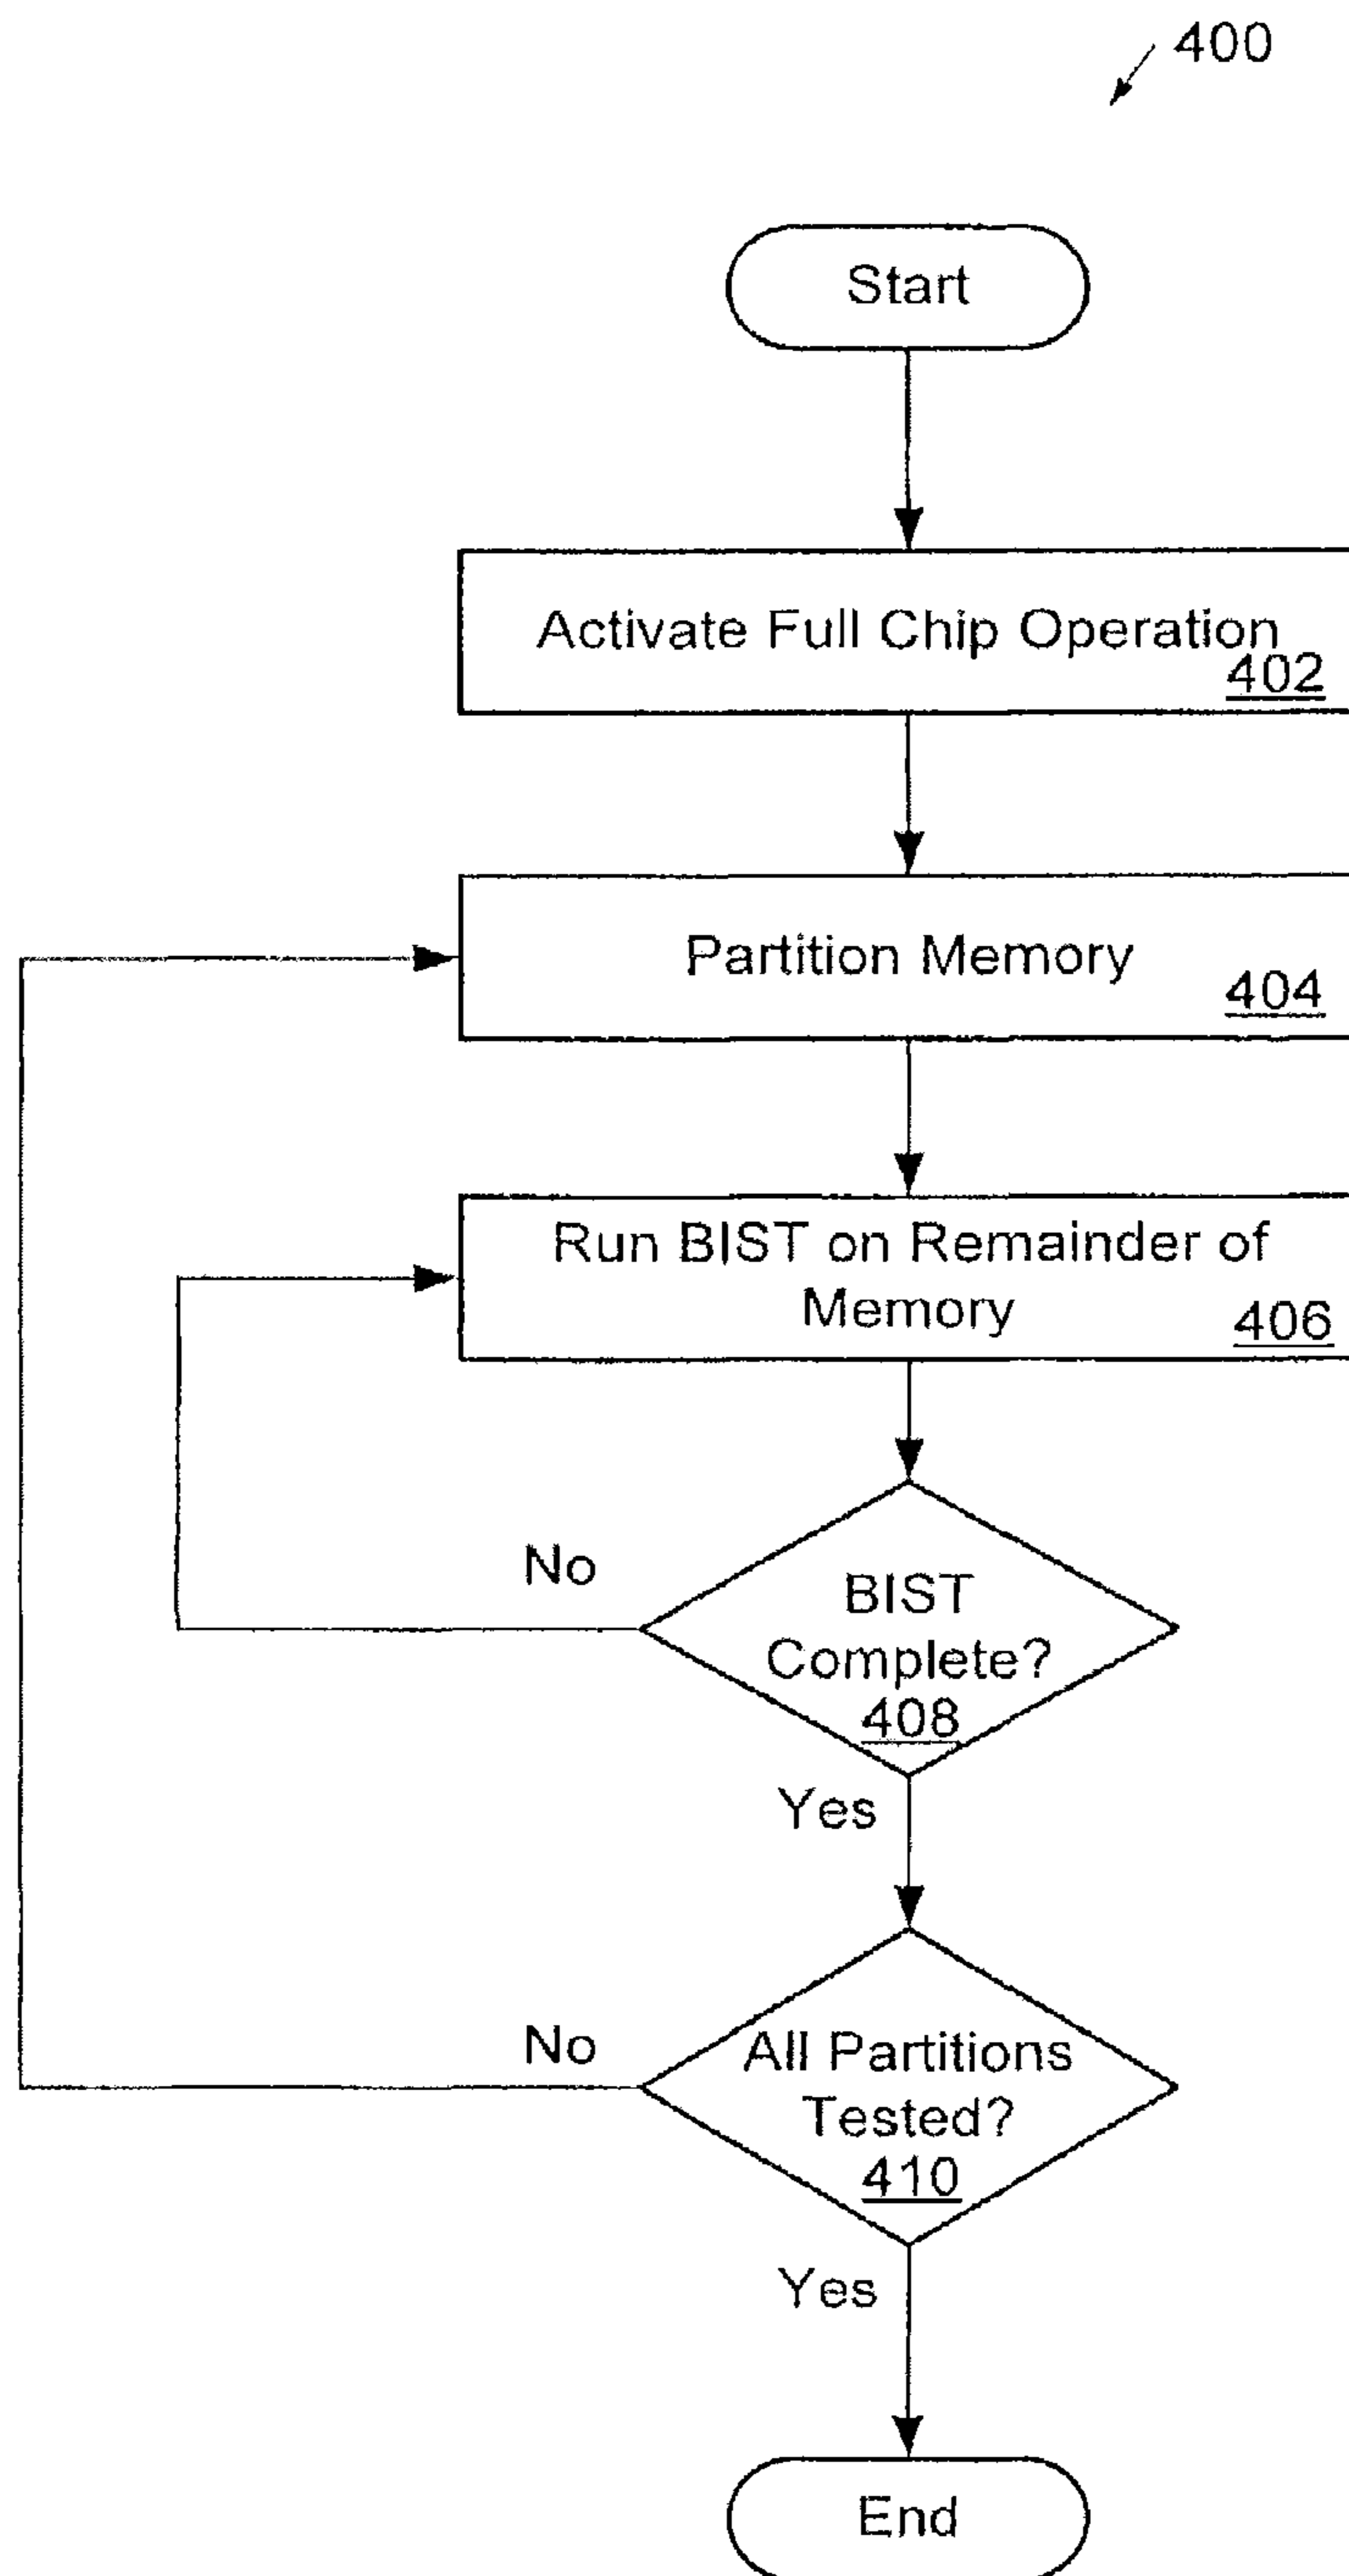 400
Start
Activate Full Chip Operation
402
Partition Memory
404
Run BIST on Remainder of
Memory
406
No
BIST
Complete?
408
Yes
No
All Partitions
Tested?
410
Yes
End